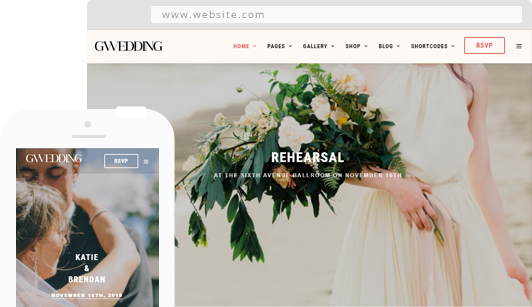 www.website.com
GWEDDING
HOME PAGES GALLERY SHOP BLOG SHORTCODES RSVP
REHEARSAL
AT THE SIXTH AVENUE BALLROOM ON NOVEMBER 16TH
GWEDDING RSVP
KATIE
&
BRENDAN
NOVEMBER 16TH, 2016